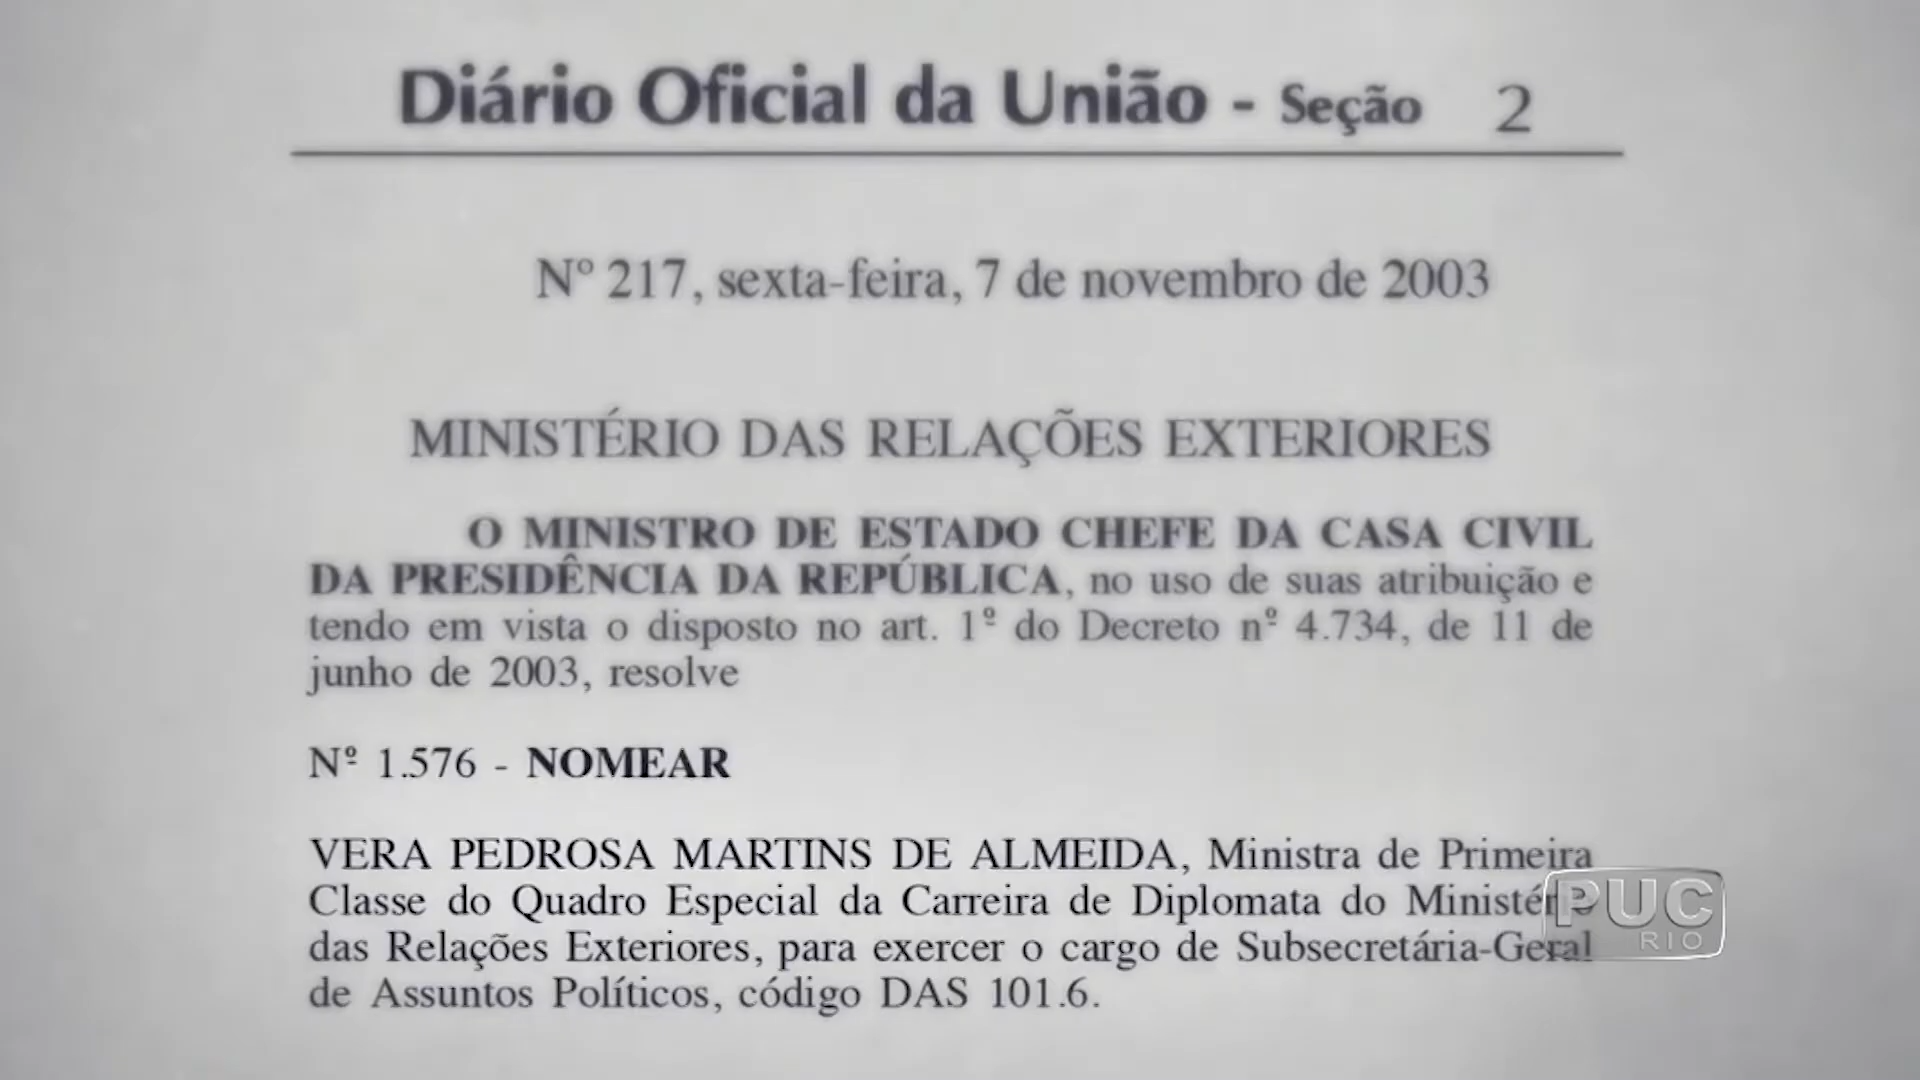 Diário Oficial da União - Seção 2
Nº 217, sexta-feira, 7 de novembro de 2003
MINISTÉRIO DAS RELAÇÕES EXTERIORES
O MINISTRO DE ESTADO CHEFE DA CASA CIVIL
DA PRESIDÊNCIA DA REPÚBLICA, no uso de suas atribuição e
tendo em vista o disposto no art. 1º do Decreto nº 4.734, de 11 de
junho de 2003, resolve
Nº 1.576 - NOMEAR
VERA PEDROSA MARTINS DE ALMEIDA, Ministra de Primeira
Classe do Quadro Especial da Carreira de Diplomata do Ministério
das Relações Exteriores, para exercer o cargo de Subsecretária-Geral
de Assuntos Políticos, código DAS 101.6.
PUC
RIO